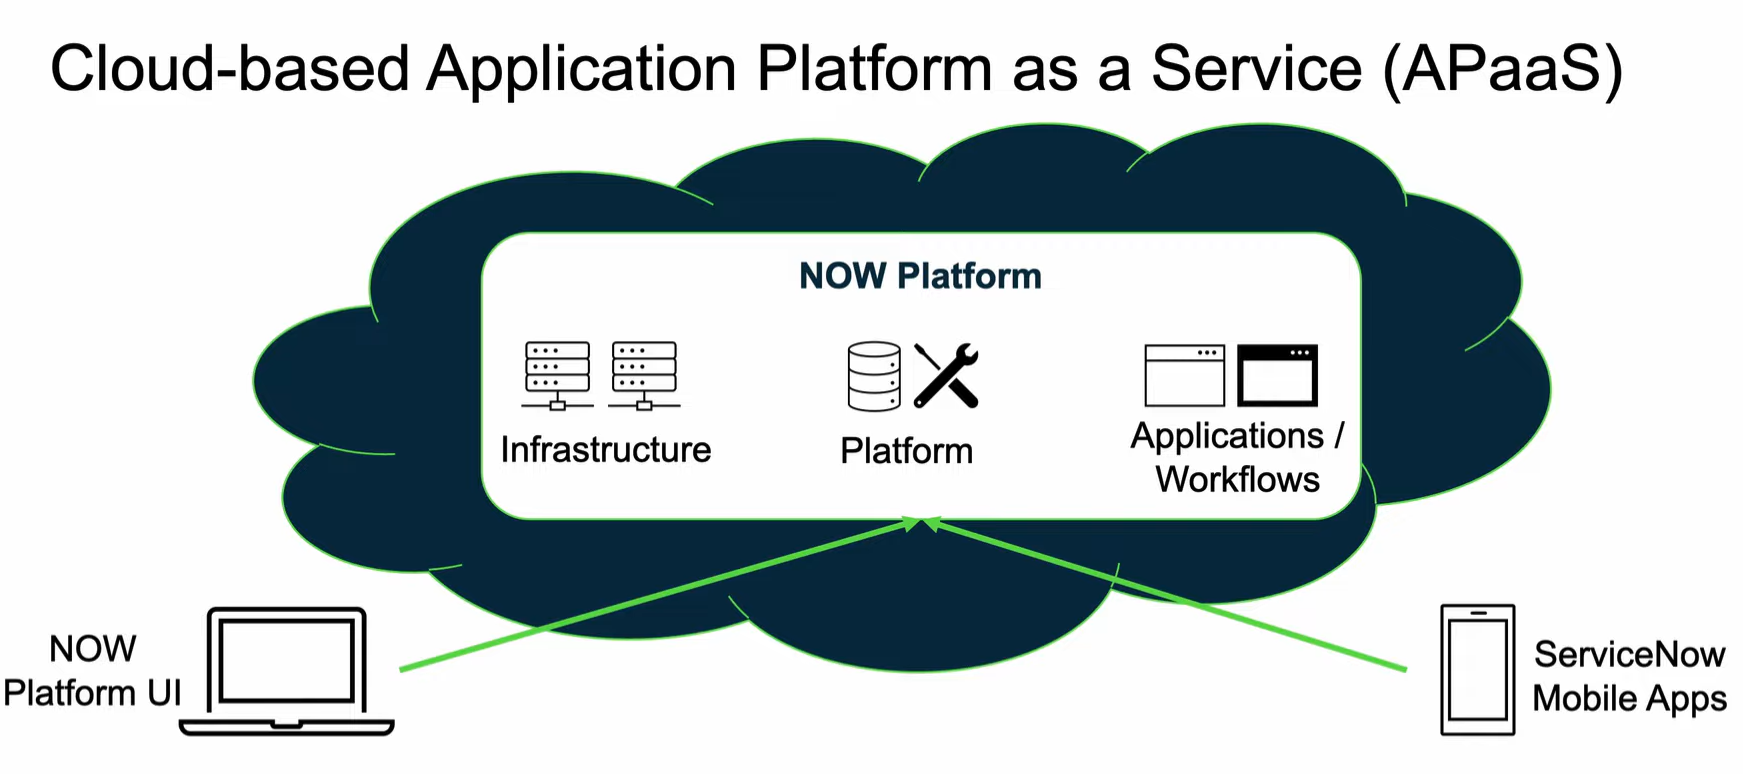 Cloud-based Application Platform as a Service (APaaS)
NOW Platform
Infrastructure
Platform
Applications /
Workflows
NOW
Platform UI
ServiceNow
Mobile Apps